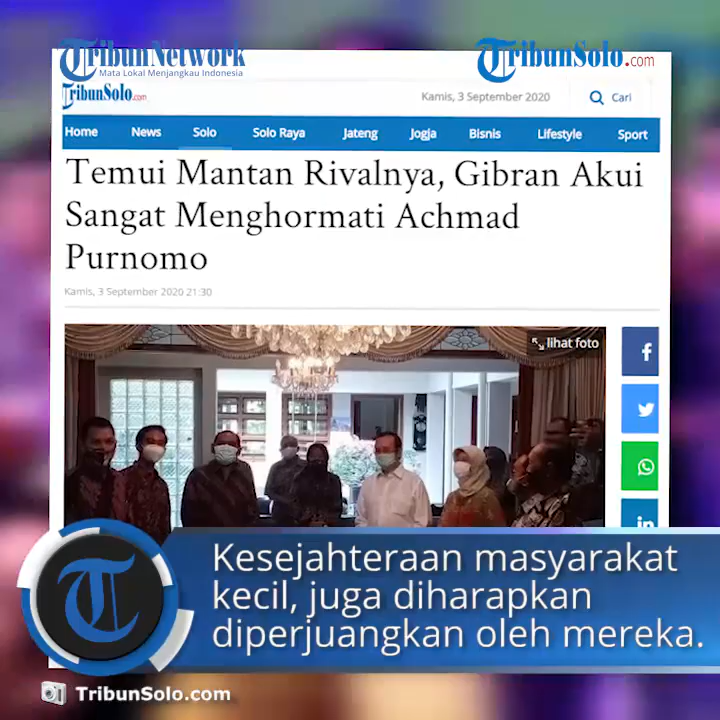 TribunNetwork
Mata Lokal Menjangkau Indonesia
TribunSolo.com
TribunSolo.com
Kamis, 3 September 2020
Cari
Home News Solo Solo Raya Jateng Jogja Bisnis Lifestyle Sport
Temui Mantan Rivalnya, Gibran Akui
Sangat Menghormati Achmad
Purnomo
Kamis, 3 September 2020 21:30
lihat foto
f
in
T
Kesejahteraan masyarakat
kecil, juga diharapkan
diperjuangkan oleh mereka.
TribunSolo.com